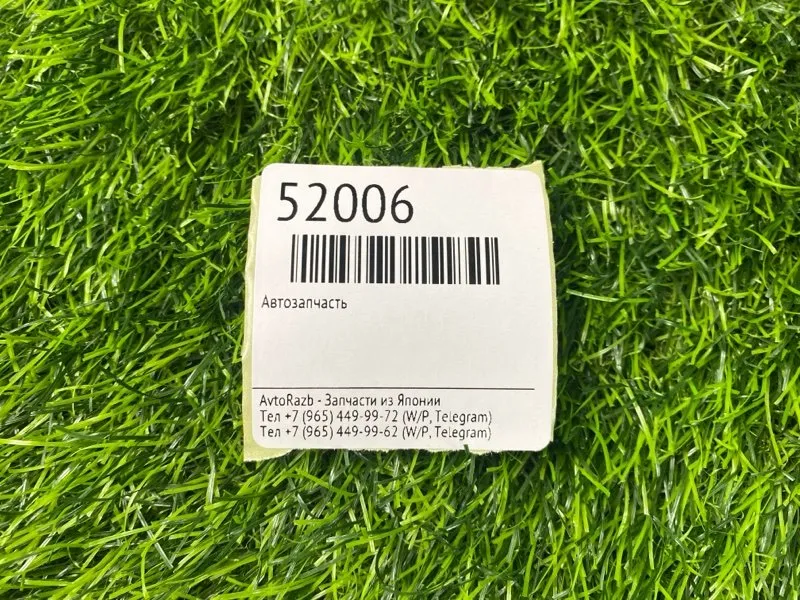 52006
Автозапчасть
AvtoRazb - Запчасти из Японии
Тел +7 (965) 449-99-72 (W/P, Telegram)
Тел +7 (965) 449-99-62 (W/P, Telegram)